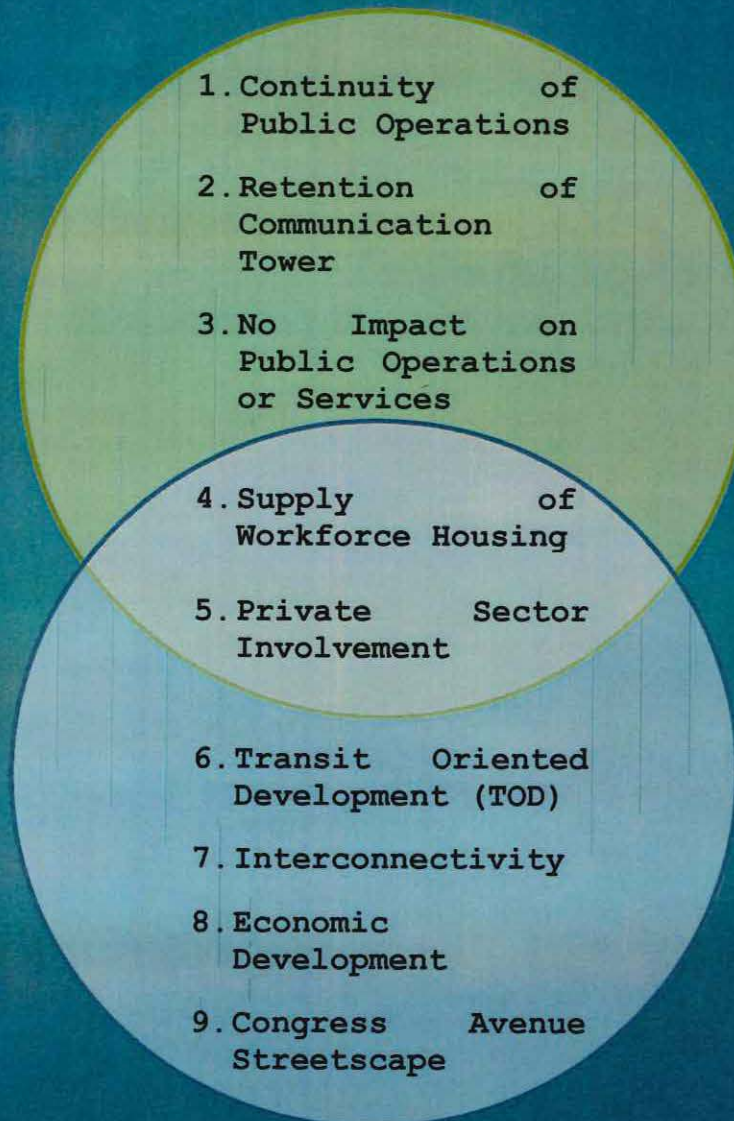 1. Continuity of
Public Operations
2. Retention of
Communication
Tower
3. No Impact on
Public Operations
or Services
4. Supply of
Workforce Housing
5. Private Sector
Involvement
6. Transit Oriented
Development (TOD)
7. Interconnectivity
8. Economic
Development
9. Congress Avenue
Streetscape